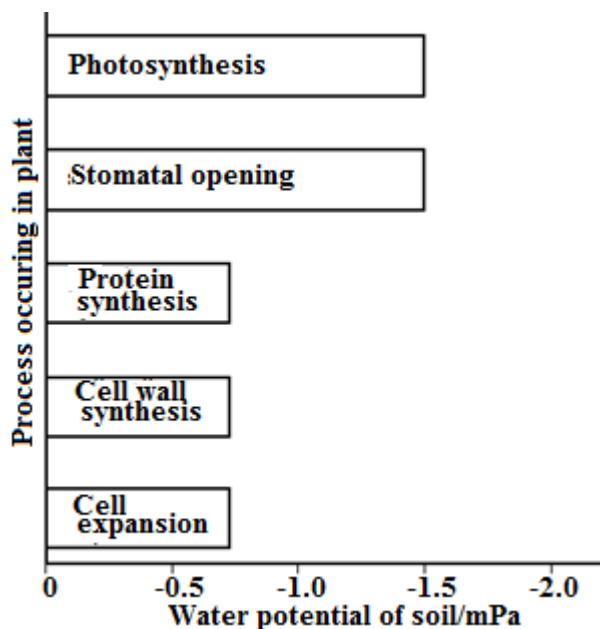 Photosynthesis
Stomatal opening
Protein
synthesis
Cell wall
synthesis
Cell
expansion
Process occuring in plant
0 -0.5 -1.0 -1.5 -2.0
Water potential of soil/mPa